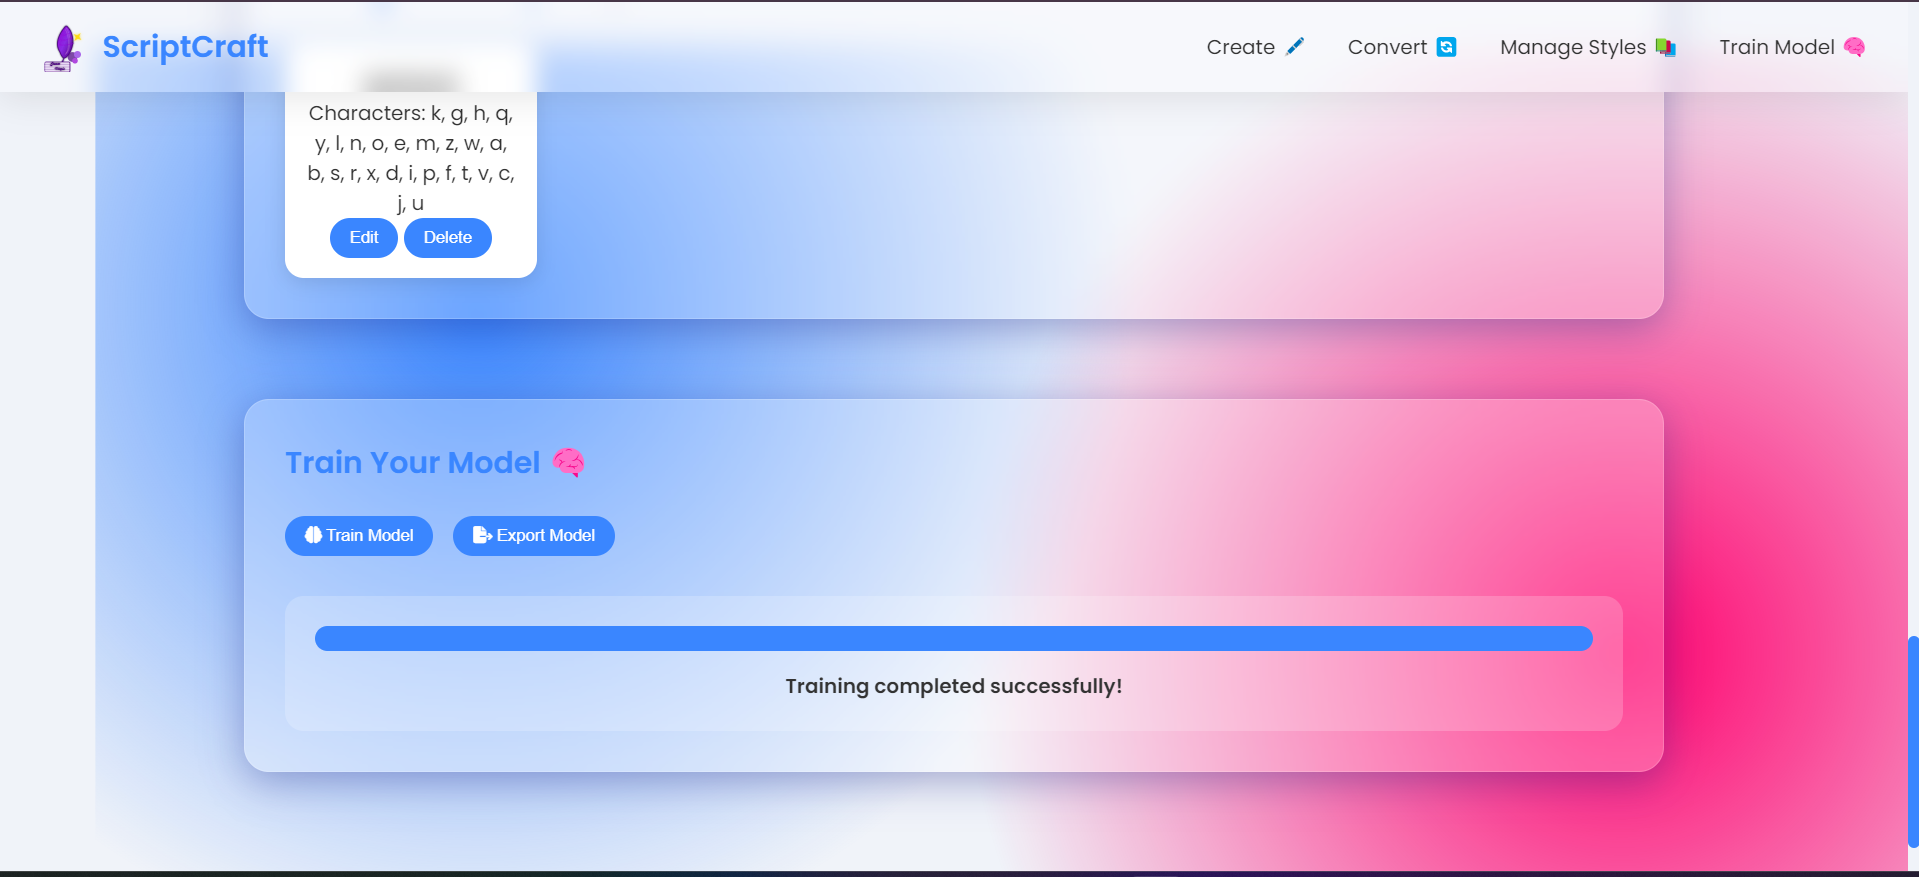 ScriptCraft
Create
Convert
Manage Styles
Train Model
Characters: k, g, h, q,
y, l, n, o, e, m, z, w, a,
b, s, r, x, d, i, p, f, t, v, c,
j, u
Edit
Delete
Train Your Model
Train Model
Export Model
Training completed successfully!